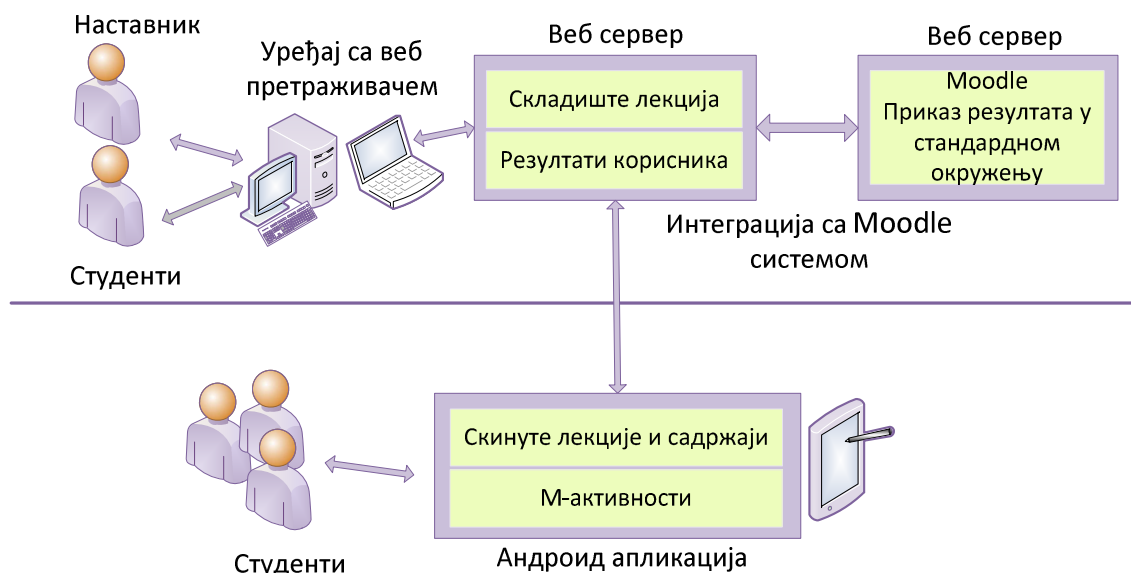 Наставник
Уређај са веб
претраживачем
Веб сервер
Складиште лекција
Резултати корисника
Веб сервер
Moodle
Приказ резултата у
стандардном
окружењу
Интеграција са Moodle
системом
Студенти
Скинуте лекције и садржаји
М-активности
Андроид апликација
Студенти